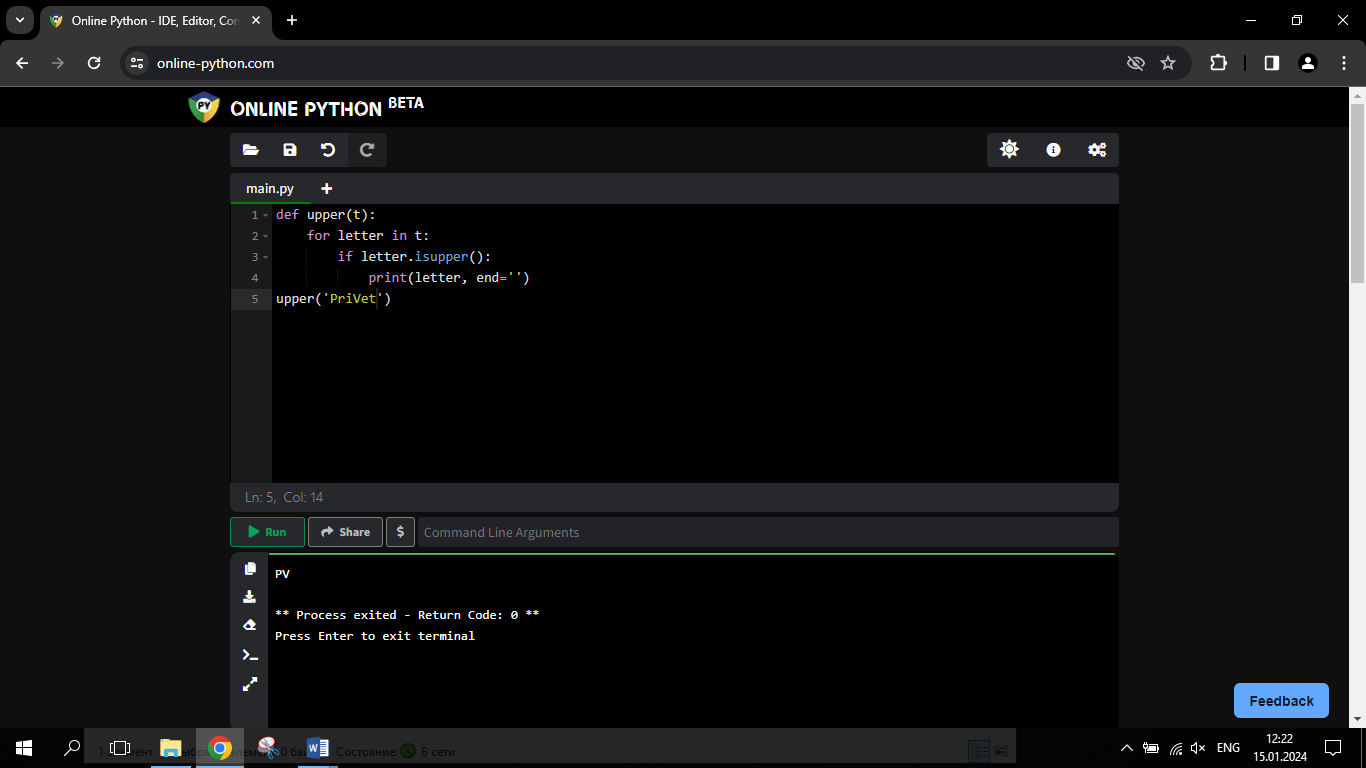 Online Python - IDE, Editor, Con
online-python.com
PY ONLINE PYTHON BETA
main.py
1 def upper(t):
2     for letter in t:
3         if letter.isupper():
4             print(letter, end='')
5 upper('PriVet')
Ln: 5, Col: 14
Run Share $ Command Line Arguments
PV
** Process exited - Return Code: 0 **
Press Enter to exit terminal
Feedback
Состояние: В сети
ENG
12:22
15.01.2024